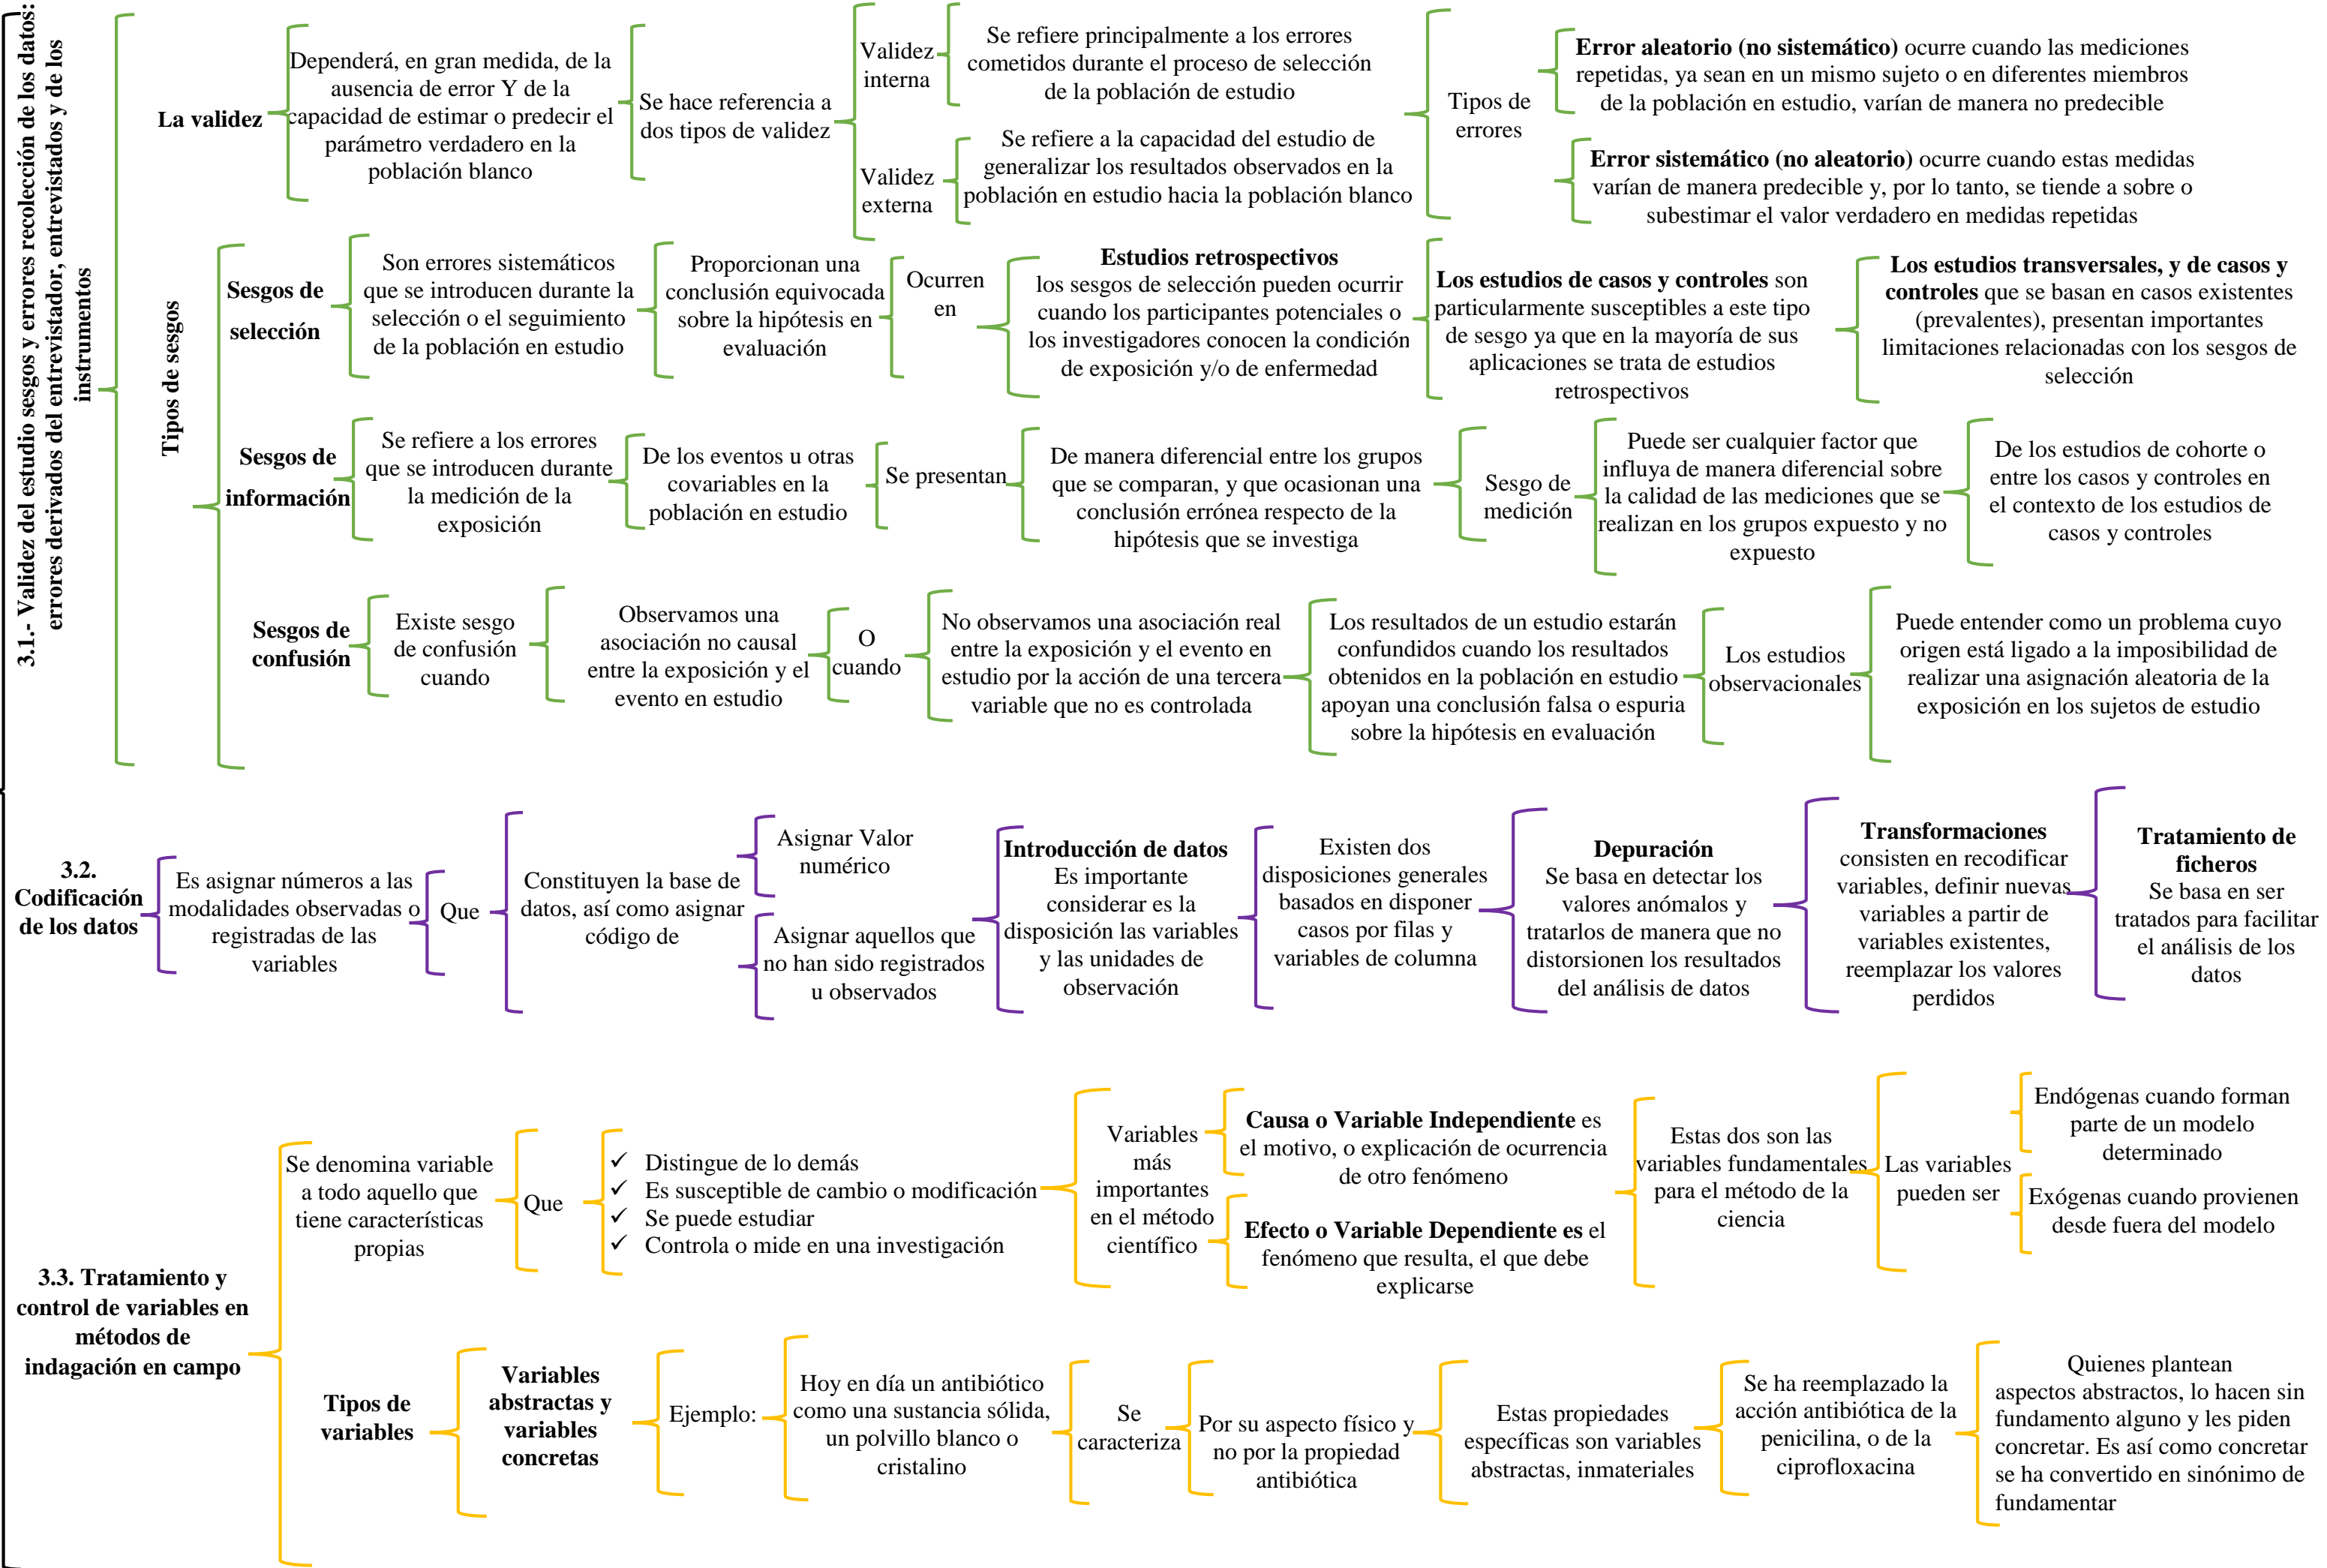 3.1.- Validez del estudio sesgos y errores recolección de los datos:
errores derivados del entrevistador, entrevistados y de los
instrumentos
La validez
Dependerá, en gran medida, de la
ausencia de error Y de la
capacidad de estimar o predecir el
parámetro verdadero en la
población blanco
Se hace referencia a
dos tipos de validez
Validez
interna
Se refiere principalmente a los errores
cometidos durante el proceso de selección
de la población de estudio
Validez
externa
Se refiere a la capacidad del estudio de
generalizar los resultados observados en la
población en estudio hacia la población blanco
Tipos de
errores
Error aleatorio (no sistemático) ocurre cuando las mediciones
repetidas, ya sean en un mismo sujeto o en diferentes miembros
de la población en estudio, varían de manera no predecible
Error sistemático (no aleatorio) ocurre cuando estas medidas
varían de manera predecible y, por lo tanto, se tiende a sobre o
subestimar el valor verdadero en medidas repetidas
Tipos de sesgos
Sesgos de
selección
Son errores sistemáticos
que se introducen durante la
selección o el seguimiento
de la población en estudio
Proporcionan una
conclusión equivocada
sobre la hipótesis en
evaluación
Ocurren
en
Estudios retrospectivos
los sesgos de selección pueden ocurrir
cuando los participantes potenciales o
los investigadores conocen la condición
de exposición y/o de enfermedad
Los estudios de casos y controles son
particularmente susceptibles a este tipo
de sesgo ya que en la mayoría de sus
aplicaciones se trata de estudios
retrospectivos
Los estudios transversales, y de casos y
controles que se basan en casos existentes
(prevalentes), presentan importantes
limitaciones relacionadas con los sesgos de
selección
Sesgos de
información
Se refiere a los errores
que se introducen durante
la medición de la
exposición
De los eventos u otras
covariables en la
población en estudio
Se presentan
De manera diferencial entre los grupos
que se comparan, y que ocasionan una
conclusión errónea respecto de la
hipótesis que se investiga
Sesgo de
medición
Puede ser cualquier factor que
influya de manera diferencial sobre
la calidad de las mediciones que se
realizan en los grupos expuesto y no
expuesto
De los estudios de cohorte o
entre los casos y controles en
el contexto de los estudios de
casos y controles
Sesgos de
confusión
Existe sesgo
de confusión
cuando
Observamos una
asociación no causal
entre la exposición y el
evento en estudio
O
cuando
No observamos una asociación real
entre la exposición y el evento en
estudio por la acción de una tercera
variable que no es controlada
Los resultados de un estudio estarán
confundidos cuando los resultados
obtenidos en la población en estudio
apoyan una conclusión falsa o espuria
sobre la hipótesis en evaluación
Los estudios
observacionales
Puede entender como un problema cuyo
origen está ligado a la imposibilidad de
realizar una asignación aleatoria de la
exposición en los sujetos de estudio
3.2.
Codificación
de los datos
Es asignar números a las
modalidades observadas o
registradas de las
variables
Que
Constituyen la base de
datos, así como asignar
código de
Asignar Valor
numérico
Asignar aquellos que
no han sido registrados
u observados
Introducción de datos
Es importante
considerar es la
disposición las variables
y las unidades de
observación
Existen dos
disposiciones generales
basados en disponer
casos por filas y
variables de columna
Depuración
Se basa en detectar los
valores anómalos y
tratarlos de manera que no
distorsionen los resultados
del análisis de datos
Transformaciones
consisten en recodificar
variables, definir nuevas
variables a partir de
variables existentes,
reemplazar los valores
perdidos
Tratamiento de
ficheros
Se basa en ser
tratados para facilitar
el análisis de los
datos
3.3. Tratamiento y
control de variables en
métodos de
indagación en campo
Se denomina variable
a todo aquello que
tiene características
propias
Que
✓ Distingue de lo demás
✓ Es susceptible de cambio o modificación
✓ Se puede estudiar
✓ Controla o mide en una investigación
Variables
más
importantes
en el método
científico
Causa o Variable Independiente es
el motivo, o explicación de ocurrencia
de otro fenómeno
Efecto o Variable Dependiente es el
fenómeno que resulta, el que debe
explicarse
Estas dos son las
variables fundamentales
para el método de la
ciencia
Las variables
pueden ser
Endógenas cuando forman
parte de un modelo
determinado
Exógenas cuando provienen
desde fuera del modelo
Tipos de
variables
Variables
abstractas y
variables
concretas
Ejemplo:
Hoy en día un antibiótico
como una sustancia sólida,
un polvillo blanco o
cristalino
Se
caracteriza
Por su aspecto físico y
no por la propiedad
antibiótica
Estas propiedades
específicas son variables
abstractas, inmateriales
Se ha reemplazado la
acción antibiótica de la
penicilina, o de la
ciprofloxacina
Quienes plantean
aspectos abstractos, lo hacen sin
fundamento alguno y les piden
concretar. Es así como concretar
se ha convertido en sinónimo de
fundamentar